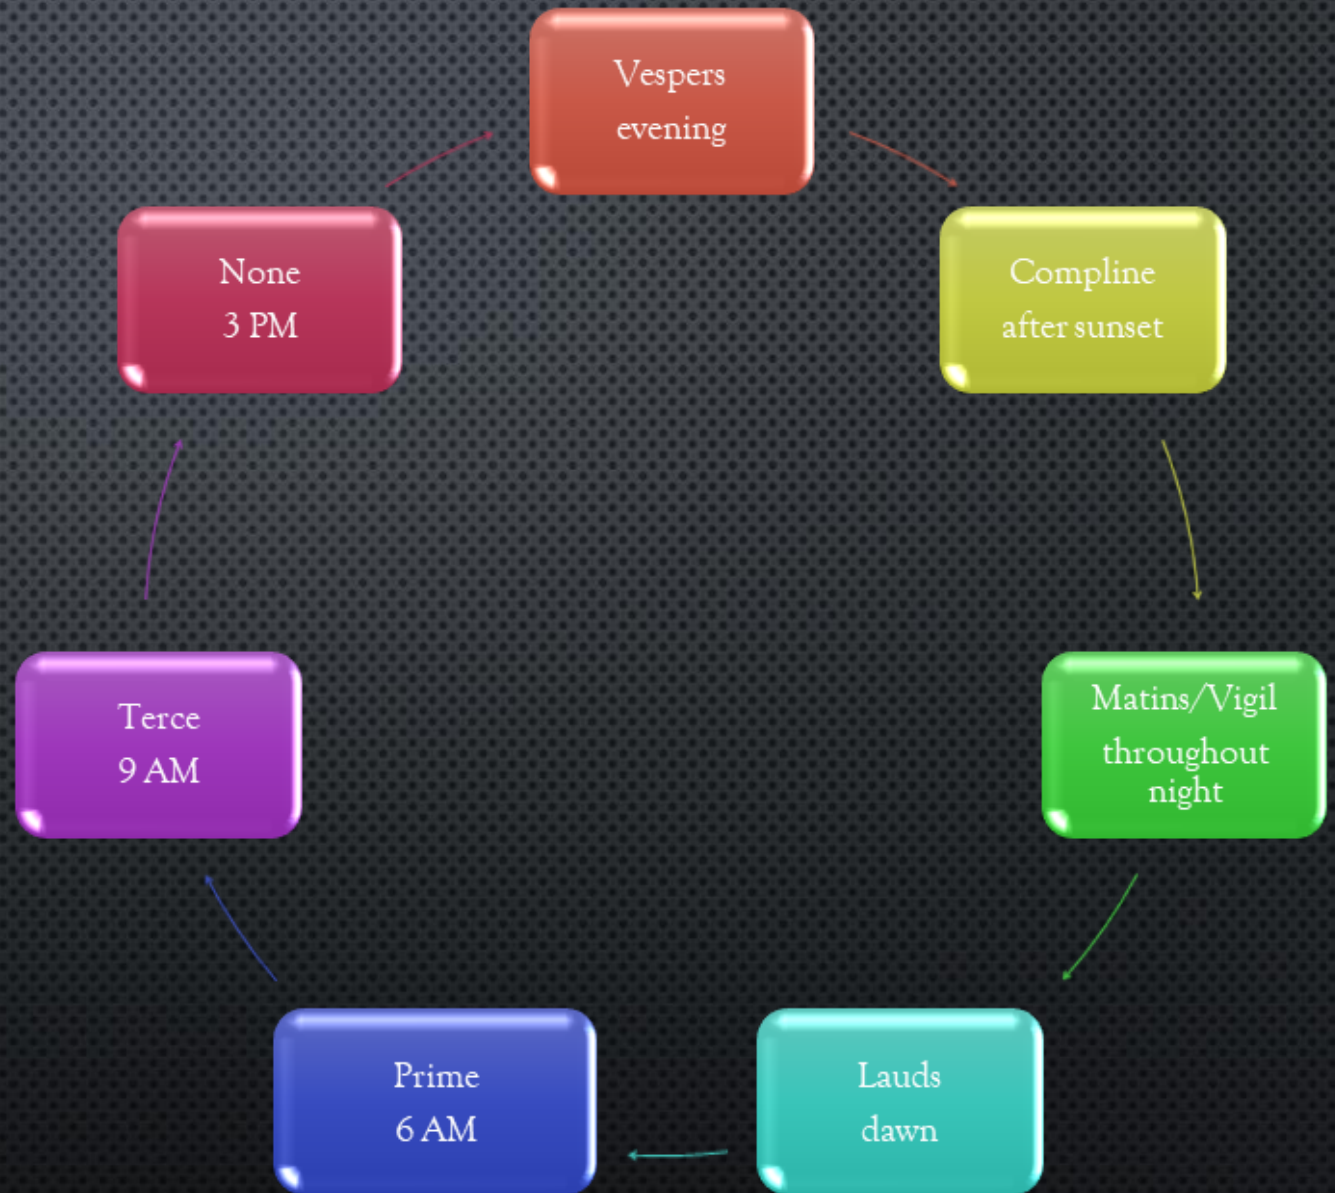 Vespers
evening
Compline
after sunset
Matins/Vigil
throughout
night
Lauds
dawn
Prime
6 AM
Terce
9 AM
None
3 PM